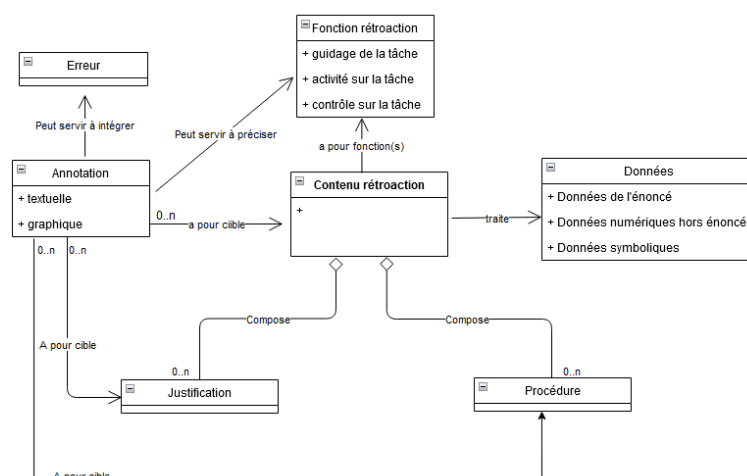 Fonction rétroaction
+ guidage de la tâche
+ activité sur la tâche
+ contrôle sur la tâche
Erreur
Peut servir à intégrer
Peut servir à préciser
a pour fonction(s)
Annotation
+ textuelle
+ graphique
0..n
a pour ciible
Contenu rétroaction
+
traite
Données
+ Données de l'énoncé
+ Données numériques hors énoncé
+ Données symboliques
0..n
0..n
Compose
Compose
A pour cible
0..n
0..n
Justification
Procédure
A pour cible